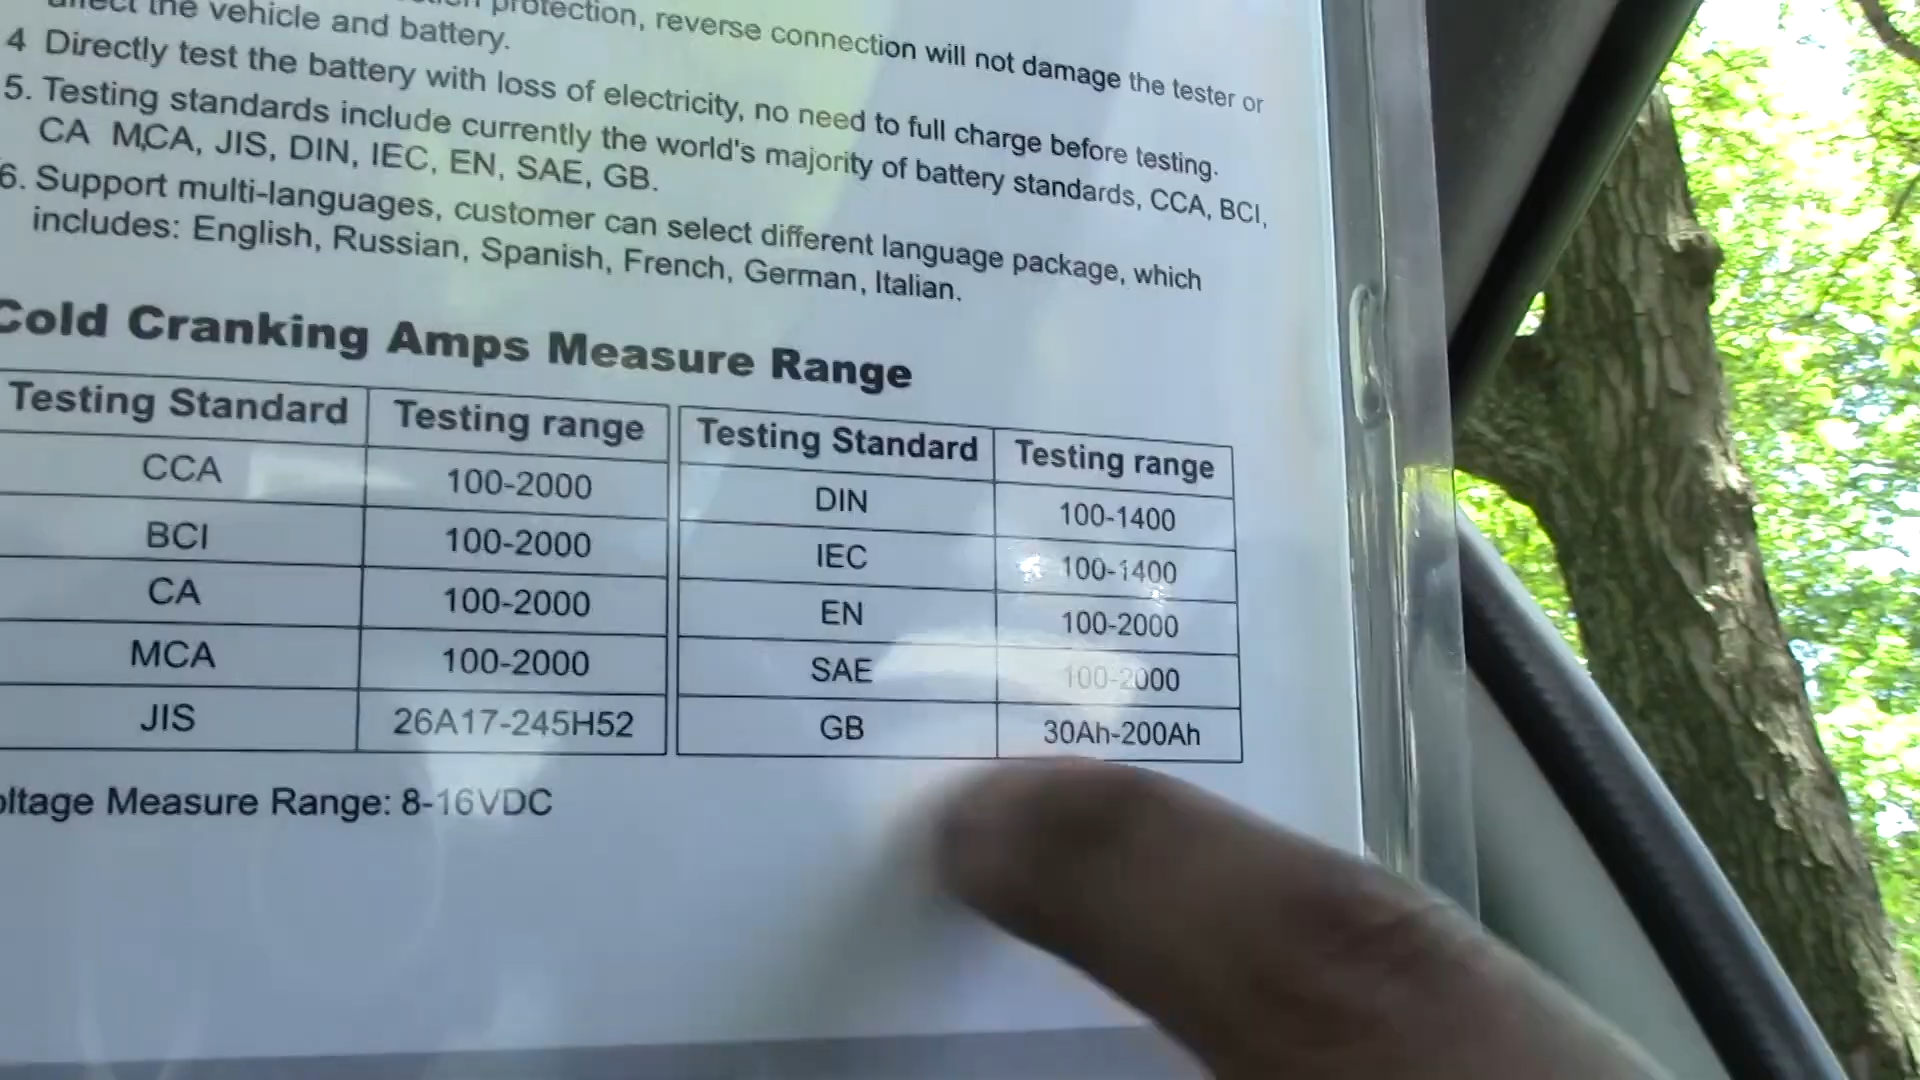 protection, reverse connection will not damage the tester or
affect the vehicle and battery.
4 Directly test the battery with loss of electricity, no need to full charge before testing.
5. Testing standards include currently the world's majority of battery standards, CCA, BCI,
CA MCA, JIS, DIN, IEC, EN, SAE, GB.
6. Support multi-languages, customer can select different language package, which
includes: English, Russian, Spanish, French, German, Italian.
Cold Cranking Amps Measure Range
Testing Standard Testing range Testing Standard Testing range
CCA 100-2000 DIN 100-1400
BCI 100-2000 IEC 100-1400
CA 100-2000 EN 100-2000
MCA 100-2000 SAE 100-2000
JIS 26A17-245H52 GB 30Ah-200Ah
oltage Measure Range: 8-16VDC